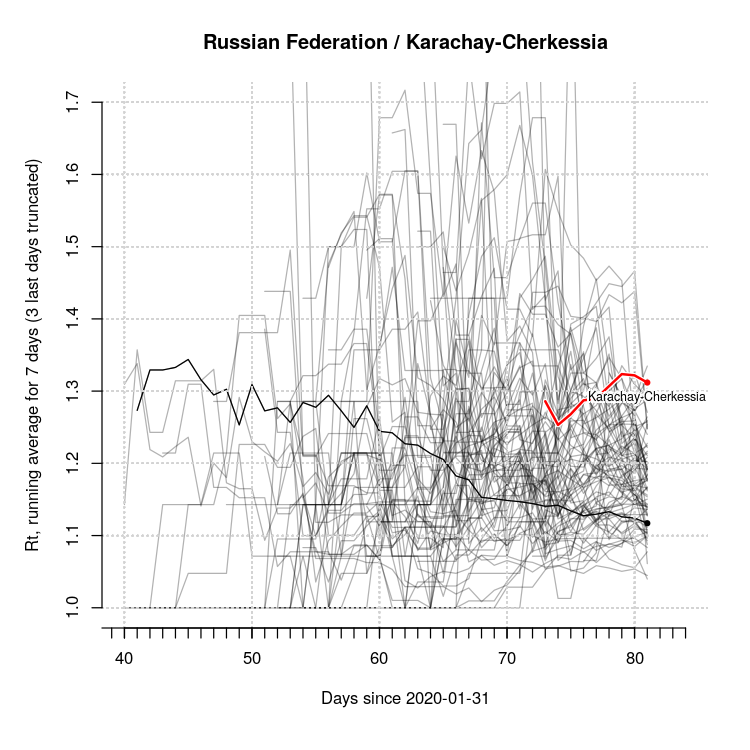 Russian Federation / Karachay-Cherkessia
Rt, running average for 7 days (3 last days truncated)
1.7
1.6
1.5
1.4
1.3
1.2
1.1
1.0
Karachay-Cherkessia
40 50 60 70 80
Days since 2020-01-31